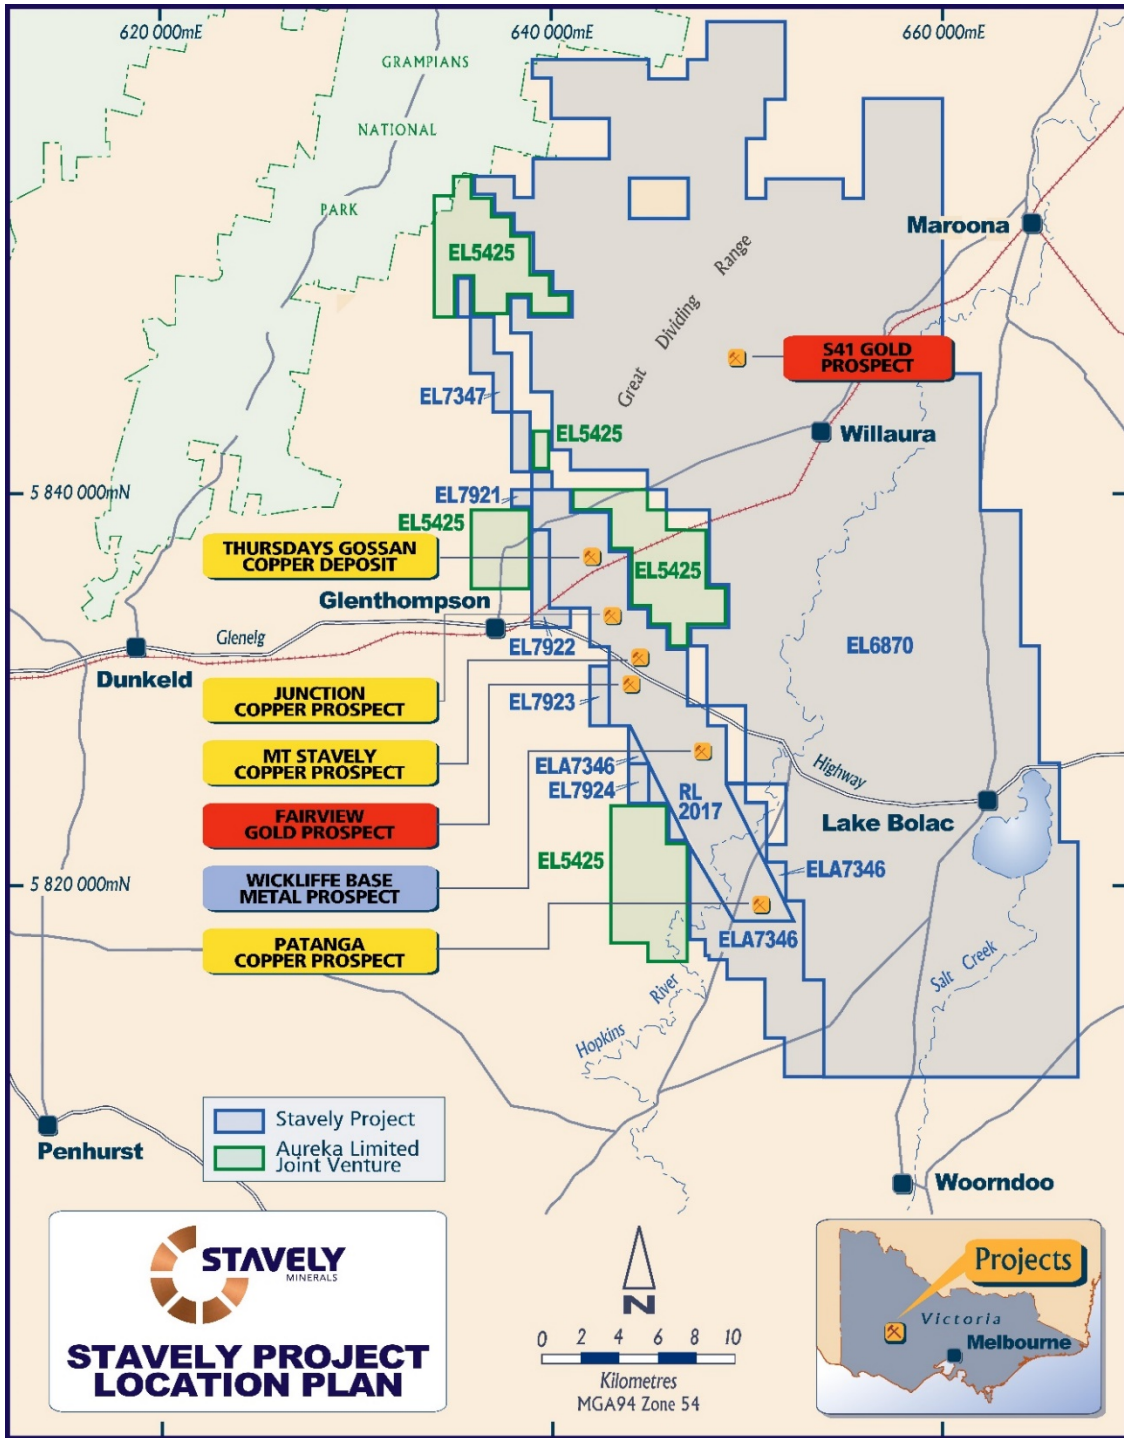 620 000mE
640 000mE
660 000mE
GRAMPIANS
NATIONAL
PARK
Maroona
EL5425
Great Dividing Range
S41 GOLD
PROSPECT
EL7347
EL5425
Willaura
5 840 000mN
EL7921
EL5425
THURSDAYS GOSSAN
COPPER DEPOSIT
EL5425
Glenthompson
Glenelg
EL7922
EL6870
Dunkeld
JUNCTION
COPPER PROSPECT
EL7923
MT STAVELY
COPPER PROSPECT
ELA7346
EL7924
RL
2017
Highway
FAIRVIEW
GOLD PROSPECT
Lake Bolac
EL5425
ELA7346
5 820 000mN
WICKLIFFE BASE
METAL PROSPECT
PATANGA
COPPER PROSPECT
ELA7346
Salt Creek
Hopkins River
Stavely Project
Aureka Limited
Joint Venture
Penhurst
Woorndoo
STAVELY
MINERALS
STAVELY PROJECT
LOCATION PLAN
N
0 2 4 6 8 10
Kilometres
MGA94 Zone 54
Projects
Victoria
Melbourne